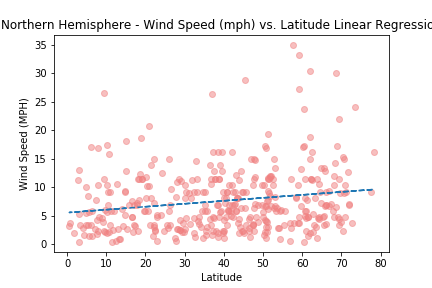 Northern Hemisphere - Wind Speed (mph) vs. Latitude Linear Regressio
Wind Speed (MPH)
35
30
25
20
15
10
5
0
0 10 20 30 40 50 60 70 80
Latitude